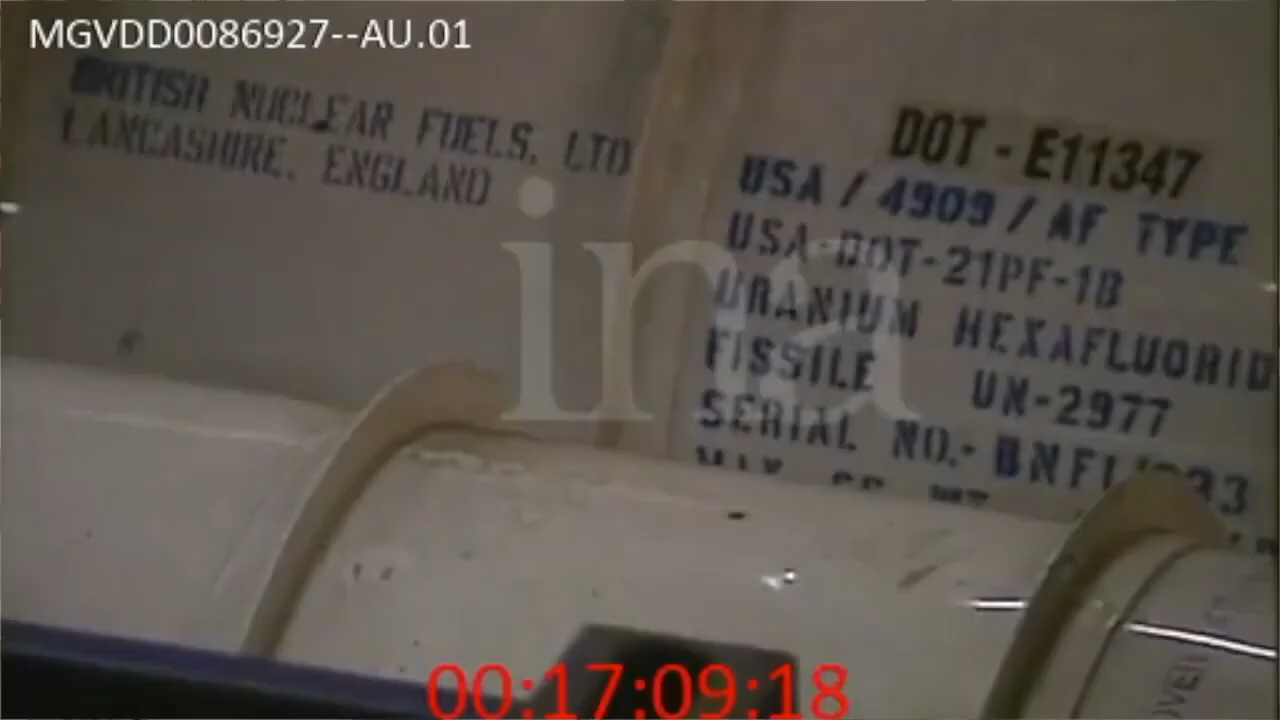 MGVDD0086927--AU.01
BRITISH NUCLEAR FUELS, LTD
LANCASHIRE, ENGLAND
DOT - E11347
USA / 4909 / AF TYPE
USA-DOT-21PF-1B
URANIUM HEXAFLUORID
FISSILE UN-2977
SERIAL NO.-
ina
00:17:09:18